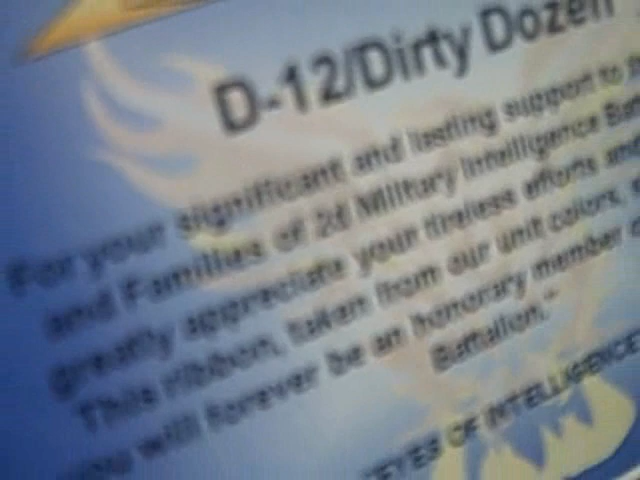 D-12/Dirty Dozen
For your significant and lasting support to
and Families of 2d Military Intelligence
greatly appreciate your tireless efforts and
This ribbon, taken from our unit colors,
you will forever be an honorary member
Battalion."
"EYES OF INTELLIGENCE